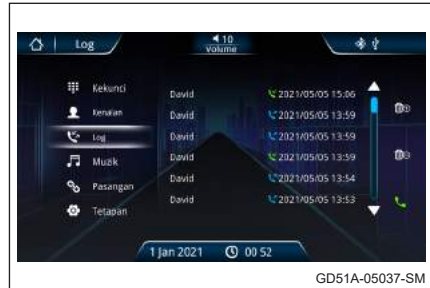 Log
10
Volume
Kekunci
Kenalan
Log
Muzik
Pasangan
Tetapan
David 2021/05/05 15:06
David 2021/05/05 13:59
David 2021/05/05 13:59
David 2021/05/05 13:59
David 2021/05/05 13:54
David 2021/05/05 13:53
1 Jan 2021 00 52
GD51A-05037-SM